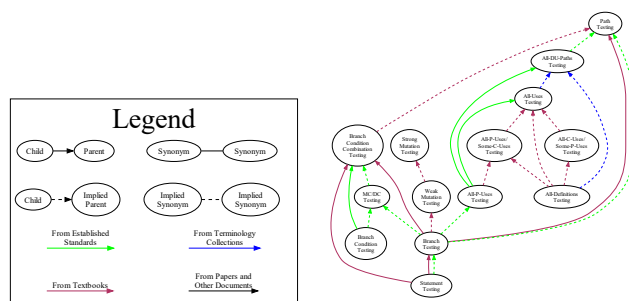 Legend
Child
Parent
Synonym
Synonym
Child
Implied
Parent
Implied
Synonym
Implied
Synonym
From Established
Standards
From Terminology
Collections
From Textbooks
From Papers and
Other Documents
Path
Testing
All-DU-Paths
Testing
All-Uses
Testing
Branch
Condition
Combination
Testing
Strong
Mutation
Testing
All-P-Uses/
Some-C-Uses
Testing
All-C-Uses/
Some-P-Uses
Testing
MC/DC
Testing
Weak
Mutation
Testing
All-P-Uses
Testing
All-Definitions
Testing
Branch
Condition
Testing
Branch
Testing
Statement
Testing